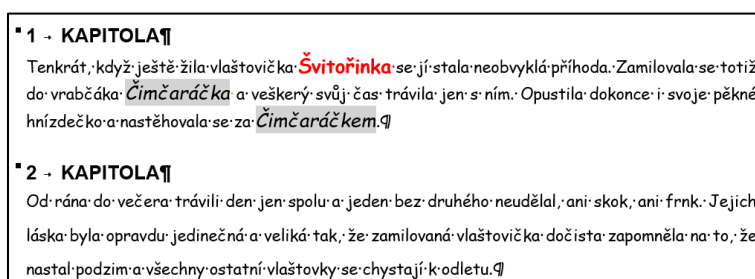 1 → KAPITOLA¶
Tenkrát, když ještě žila vlaštovička Švitořinka se jí stala neobvyklá příhoda. Zamilovala se totiž
do vrabčáka Čimčaráčka a veškerý svůj čas trávila jen s ním. Opustila dokonce i svoje pěkné
hnízdečko a nastěhovala se za Čimčaráčkem.¶
2 → KAPITOLA¶
Od rána do večera trávili den jen spolu a jeden bez druhého neudělal, ani skok, ani frnk. Jejich
láska byla opravdu jedinečná a veliká tak, že zamilovaná vlaštovička dočista zapomněla na to, že
nastal podzim a všechny ostatní vlaštovky se chystají k odletu.¶